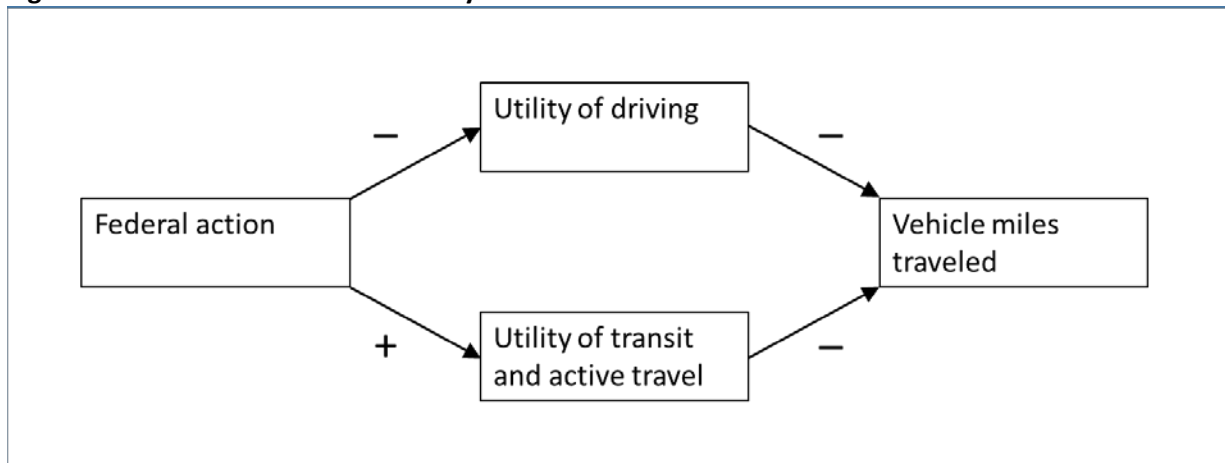 −
Utility of driving
−
Federal action
Vehicle miles
traveled
+
Utility of transit
and active travel
−